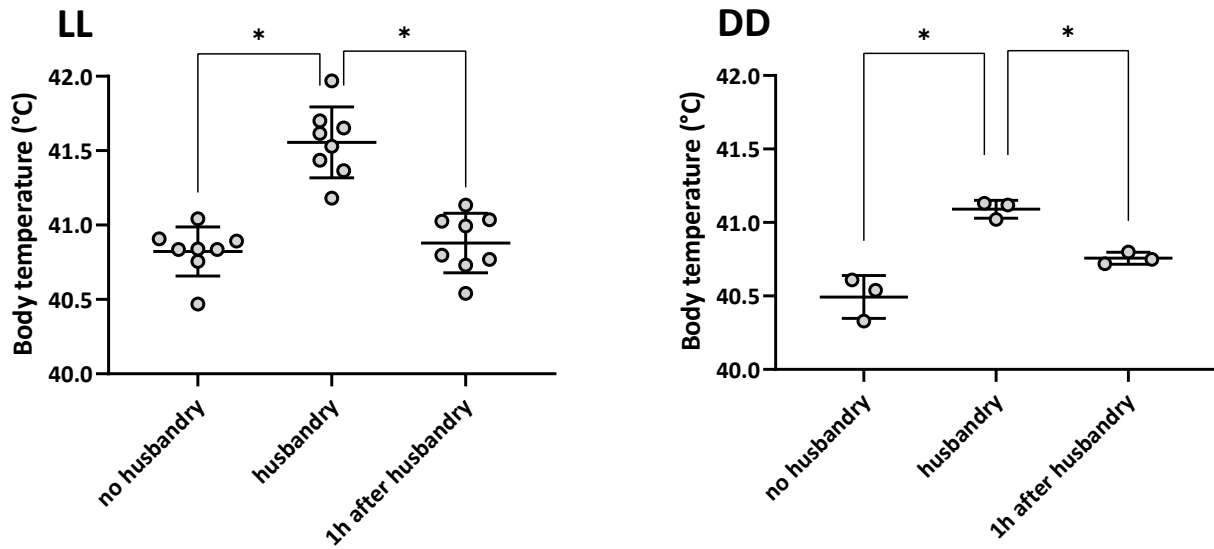 LL
*
*
Body temperature (°C)
42.0
41.5
41.0
40.5
40.0
no husbandry
husbandry
1h after husbandry
DD
*
*
Body temperature (°C)
42.0
41.5
41.0
40.5
40.0
no husbandry
husbandry
1h after husbandry